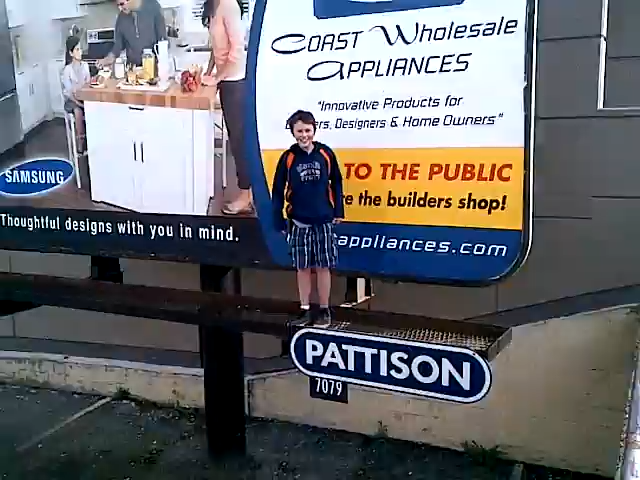 COAST Wholesale
APPLIANCES
"Innovative Products for
Designers & Home Owners"
TO THE PUBLIC
the builders shop!
SAMSUNG
Thoughtful designs with you in mind.
appliances.com
PATTISON
7079